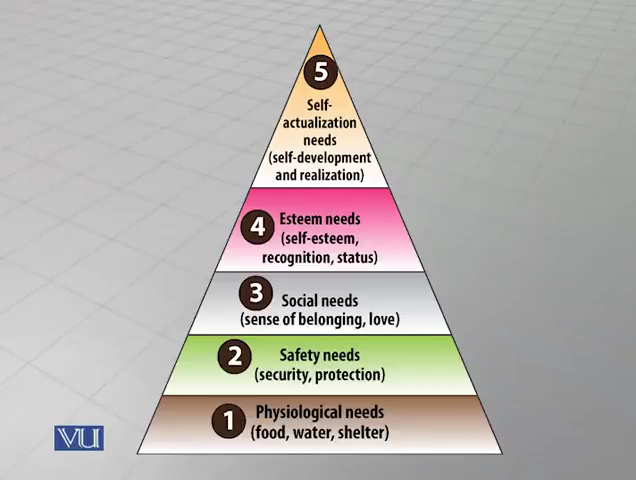 5
Self-
actualization
needs
(self-development
and realization)
4 Esteem needs
(self-esteem,
recognition, status)
3 Social needs
(sense of belonging, love)
2 Safety needs
(security, protection)
1 Physiological needs
(food, water, shelter)
VU